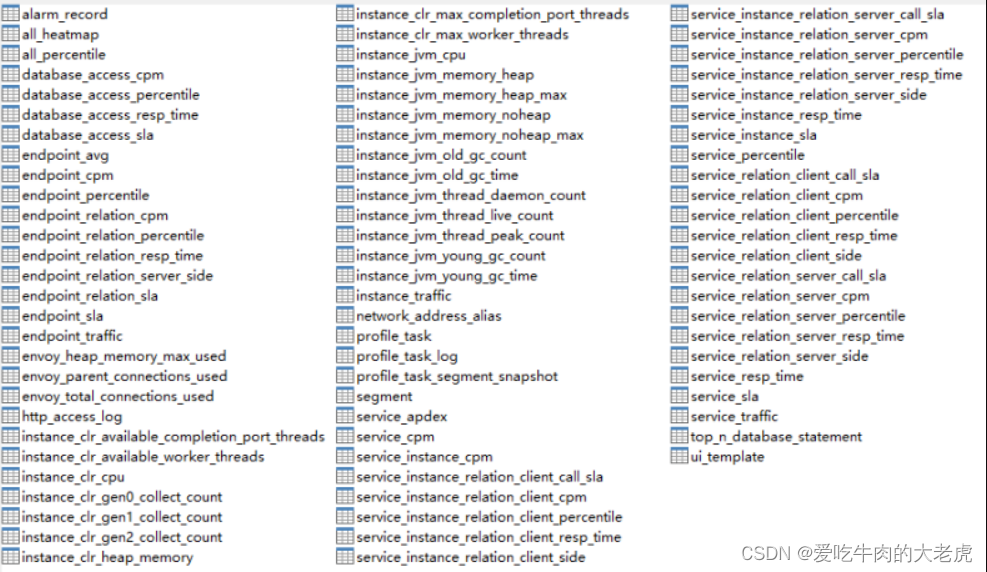 alarm_record
all_heatmap
all_percentile
database_access_cpm
database_access_percentile
database_access_resp_time
database_access_sla
endpoint_avg
endpoint_cpm
endpoint_percentile
endpoint_relation_cpm
endpoint_relation_percentile
endpoint_relation_resp_time
endpoint_relation_server_side
endpoint_relation_sla
endpoint_sla
endpoint_traffic
envoy_heap_memory_max_used
envoy_parent_connections_used
envoy_total_connections_used
http_access_log
instance_clr_available_completion_port_threads
instance_clr_available_worker_threads
instance_clr_cpu
instance_clr_gen0_collect_count
instance_clr_gen1_collect_count
instance_clr_gen2_collect_count
instance_clr_heap_memory
instance_clr_max_completion_port_threads
instance_clr_max_worker_threads
instance_jvm_cpu
instance_jvm_memory_heap
instance_jvm_memory_heap_max
instance_jvm_memory_noheap
instance_jvm_memory_noheap_max
instance_jvm_old_gc_count
instance_jvm_old_gc_time
instance_jvm_thread_daemon_count
instance_jvm_thread_live_count
instance_jvm_thread_peak_count
instance_jvm_young_gc_count
instance_jvm_young_gc_time
instance_traffic
network_address_alias
profile_task
profile_task_log
profile_task_segment_snapshot
segment
service_apdex
service_cpm
service_instance_cpm
service_instance_relation_client_call_sla
service_instance_relation_client_cpm
service_instance_relation_client_percentile
service_instance_relation_client_resp_time
service_instance_relation_client_side
service_instance_relation_server_call_sla
service_instance_relation_server_cpm
service_instance_relation_server_percentile
service_instance_relation_server_resp_time
service_instance_relation_server_side
service_instance_resp_time
service_instance_sla
service_percentile
service_relation_client_call_sla
service_relation_client_cpm
service_relation_client_percentile
service_relation_client_resp_time
service_relation_client_side
service_relation_server_call_sla
service_relation_server_cpm
service_relation_server_percentile
service_relation_server_resp_time
service_relation_server_side
service_resp_time
service_sla
service_traffic
top_n_database_statement
ui_template
CSDN @爱吃牛肉的大老虎